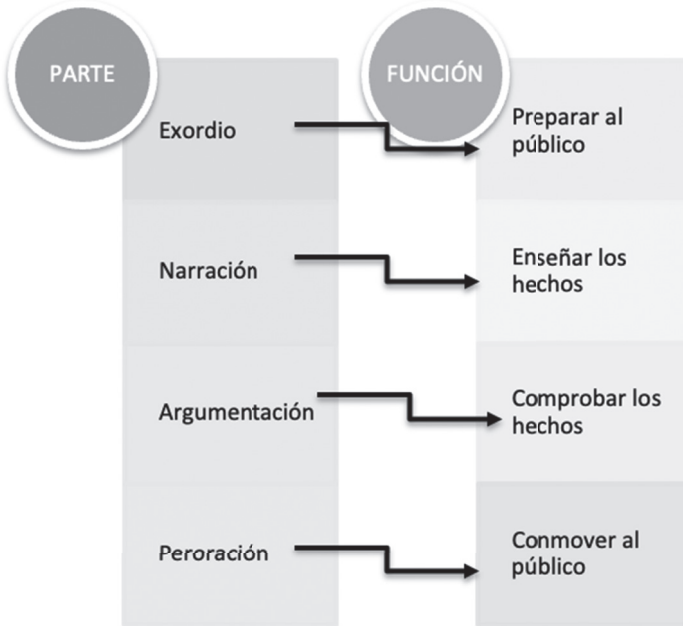 PARTE
FUNCIÓN
Exordio
Preparar al
público
Narración
Enseñar los
hechos
Argumentación
Comprobar los
hechos
Peroración
Conmover al
público